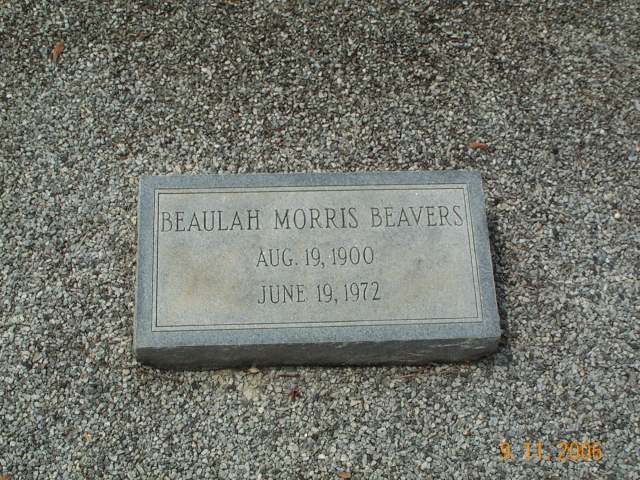 BEAULAH MORRIS BEAVERS
AUG. 19, 1900
JUNE 19, 1972
9 11 2006